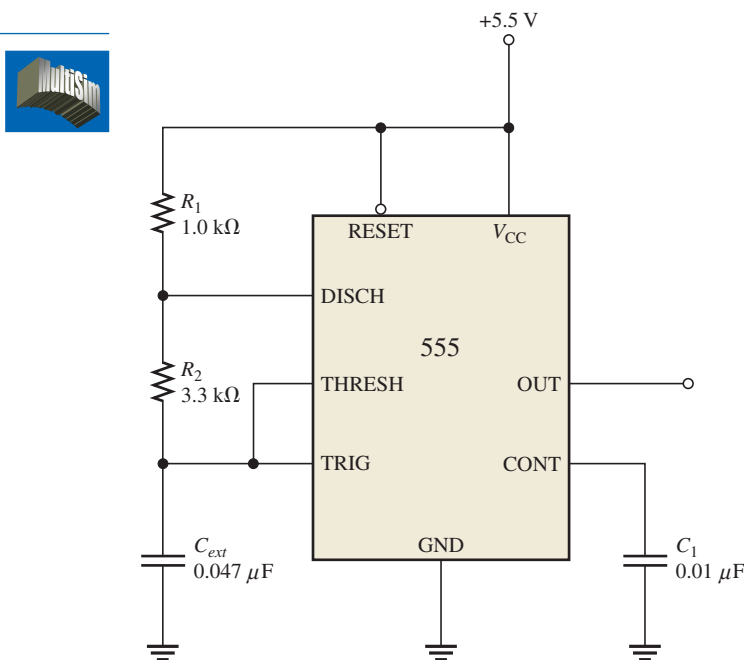 +5.5 V
MultiSim
R1
1.0 kΩ
RESET
VCC
DISCH
555
R2
3.3 kΩ
THRESH
OUT
TRIG
CONT
GND
Cext
0.047 μF
C1
0.01 μF